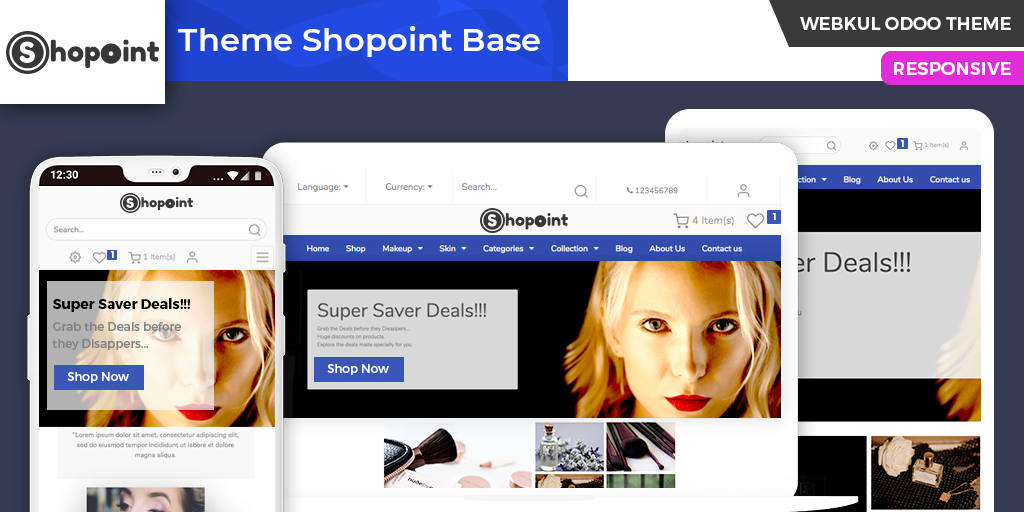 Shopoint
Theme Shopoint Base
WEBKUL ODOO THEME
RESPONSIVE
12:30
Shopoint
Search...
1
1 Item(s)
Super Saver Deals!!!
Grab the Deals before
they Disappers...
Shop Now
"Lorem ipsum dolor sit amet, consectetur adipiscing elit,
sed do eiusmod tempor incididunt ut labore et dolore
magna aliqua.
Language:
Currency:
Search...
123456789
Shopoint
4 Item(s)
1
Home Shop Makeup Skin Categories Collection Blog About Us Contact us
Super Saver Deals!!!
Grab the Deals before they Disappers...
Huge discounts on products.
Explore the deals made specially for you
Shop Now
1
1 Item(s)
ction Blog About Us Contact us
er Deals!!!
u